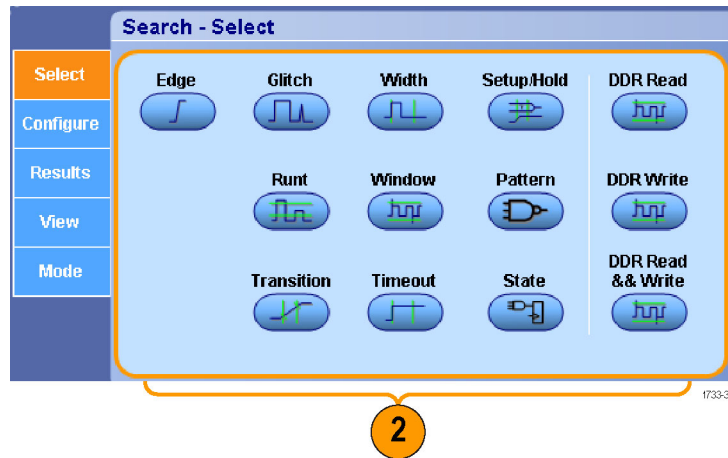 Search - Select
Select
Configure
Results
View
Mode
Edge
Glitch
Width
Setup/Hold
DDR Read
Runt
Window
Pattern
DDR Write
Transition
Timeout
State
DDR Read
&& Write
2